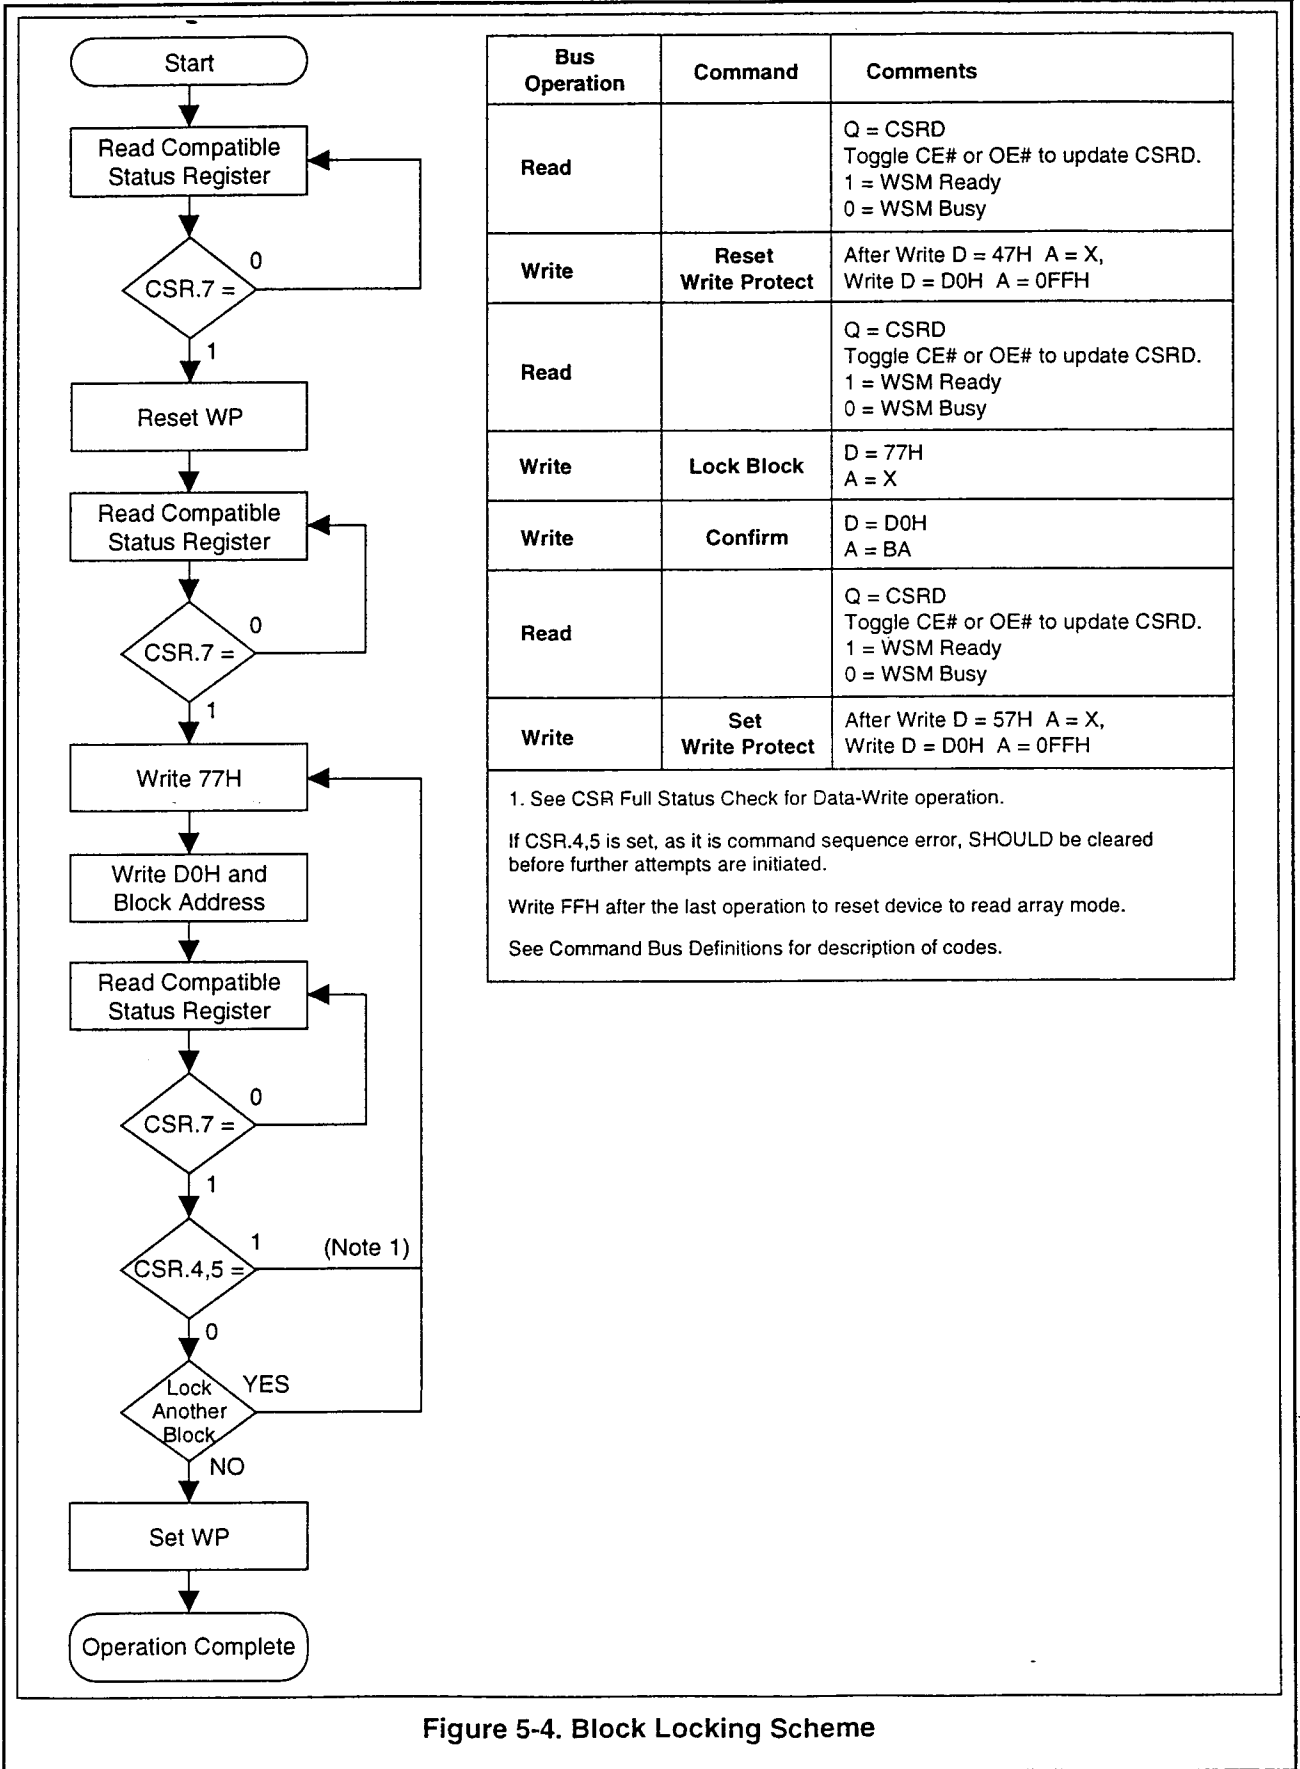 Start
Read Compatible
Status Register
0
CSR.7 =
1
Reset WP
Read Compatible
Status Register
0
CSR.7 =
1
Write 77H
Write D0H and
Block Address
Read Compatible
Status Register
0
CSR.7 =
1
1
(Note 1)
CSR.4,5 =
0
Lock
Another
Block
YES
NO
Set WP
Operation Complete
Bus
Operation
Command
Comments
Read
Q = CSRD
Toggle CE# or OE# to update CSRD.
1 = WSM Ready
0 = WSM Busy
Write
Reset
Write Protect
After Write D = 47H A = X,
Write D = D0H A = 0FFH
Read
Q = CSRD
Toggle CE# or OE# to update CSRD.
1 = WSM Ready
0 = WSM Busy
Write
Lock Block
D = 77H
A = X
Write
Confirm
D = D0H
A = BA
Read
Q = CSRD
Toggle CE# or OE# to update CSRD.
1 = WSM Ready
0 = WSM Busy
Write
Set
Write Protect
After Write D = 57H A = X,
Write D = D0H A = 0FFH
1. See CSR Full Status Check for Data-Write operation.
If CSR.4,5 is set, as it is command sequence error, SHOULD be cleared
before further attempts are initiated.
Write FFH after the last operation to reset device to read array mode.
See Command Bus Definitions for description of codes.
Figure 5-4. Block Locking Scheme